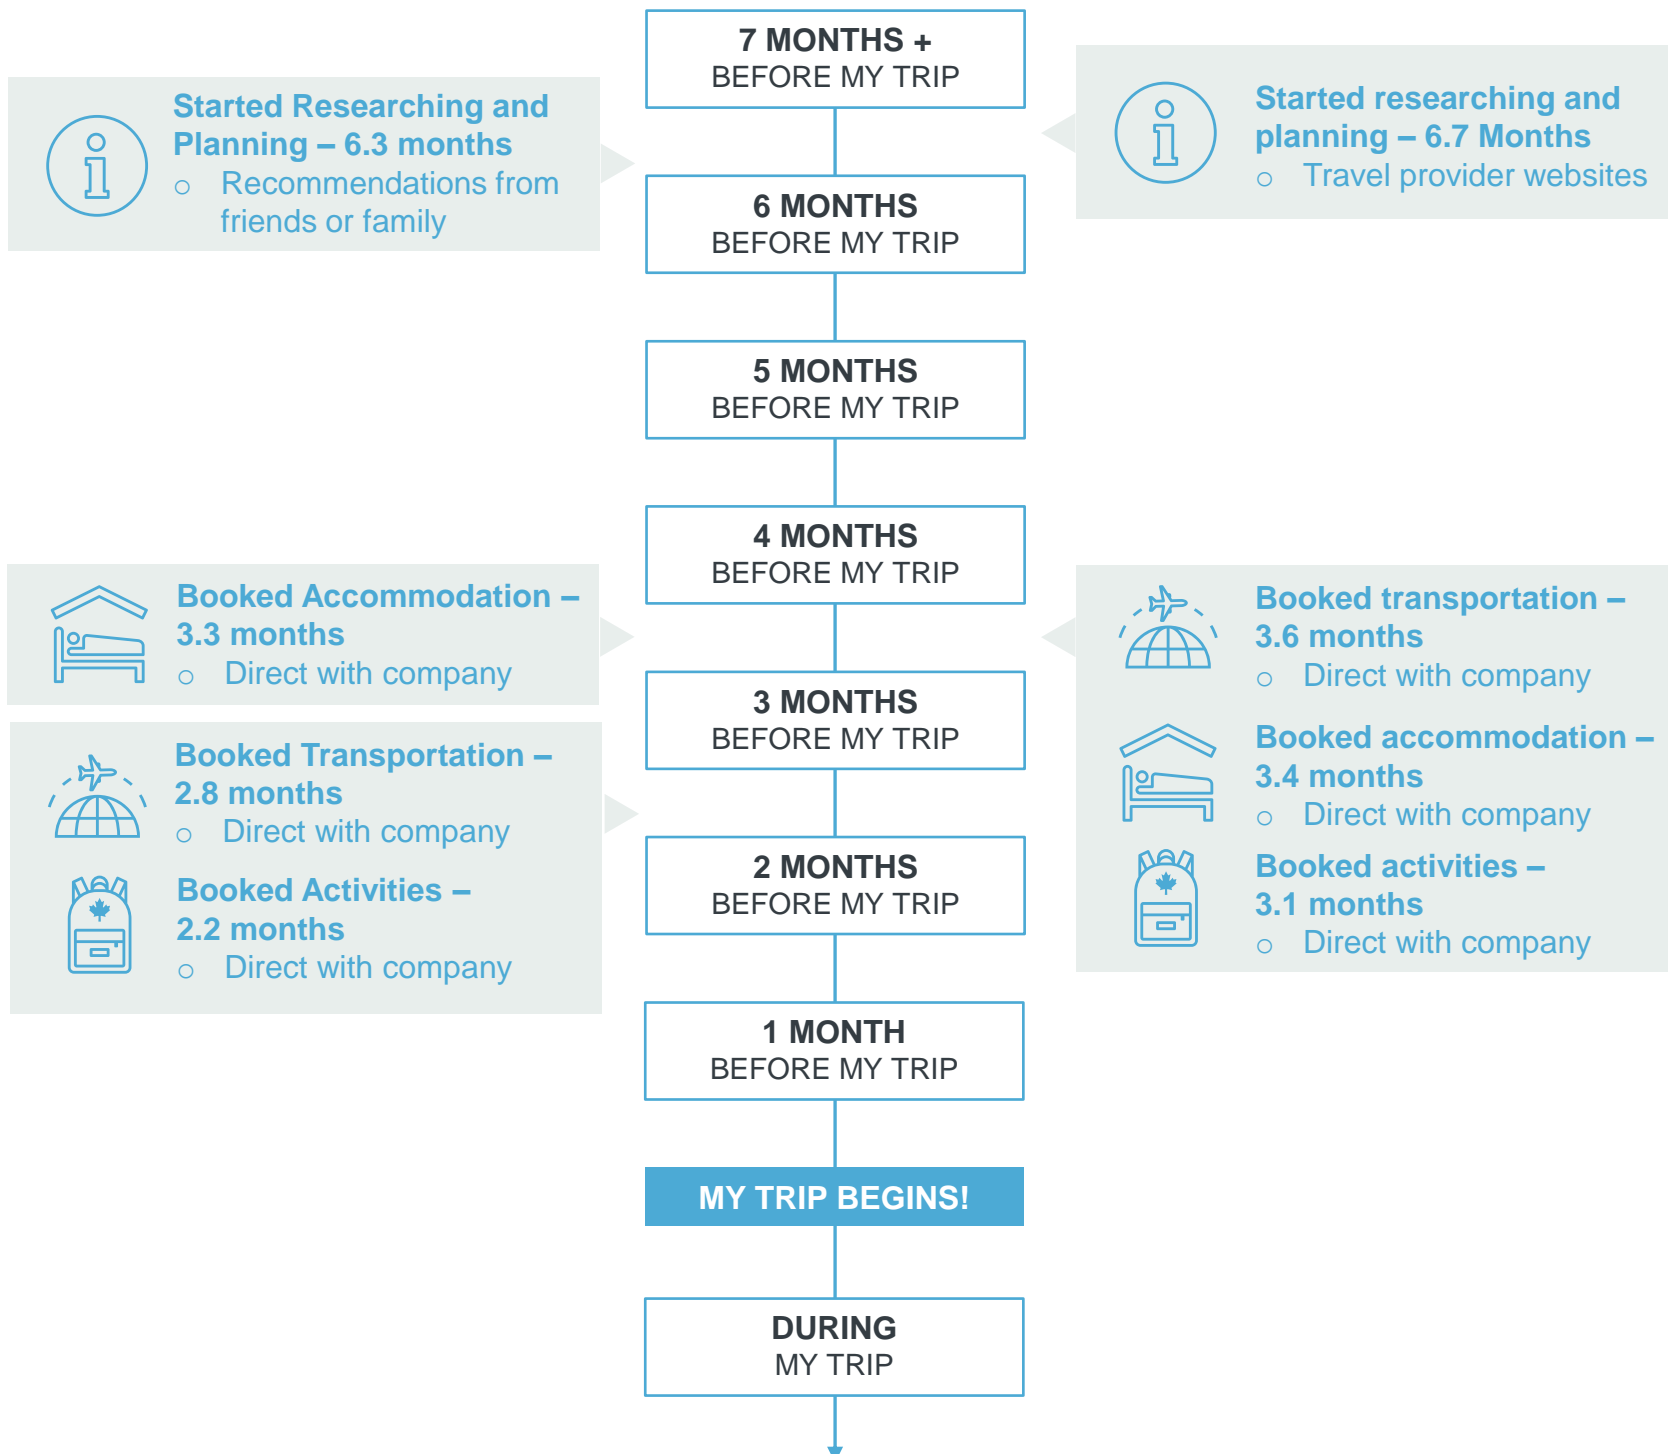 7 MONTHS +
BEFORE MY TRIP
Started Researching and
Planning – 6.3 months
○ Recommendations from
friends or family
Started researching and
planning – 6.7 Months
○ Travel provider websites
6 MONTHS
BEFORE MY TRIP
5 MONTHS
BEFORE MY TRIP
4 MONTHS
BEFORE MY TRIP
Booked Accommodation –
3.3 months
○ Direct with company
Booked transportation –
3.6 months
○ Direct with company
3 MONTHS
BEFORE MY TRIP
Booked Transportation –
2.8 months
○ Direct with company
Booked accommodation –
3.4 months
○ Direct with company
2 MONTHS
BEFORE MY TRIP
Booked Activities –
2.2 months
○ Direct with company
Booked activities –
3.1 months
○ Direct with company
1 MONTH
BEFORE MY TRIP
MY TRIP BEGINS!
DURING
MY TRIP